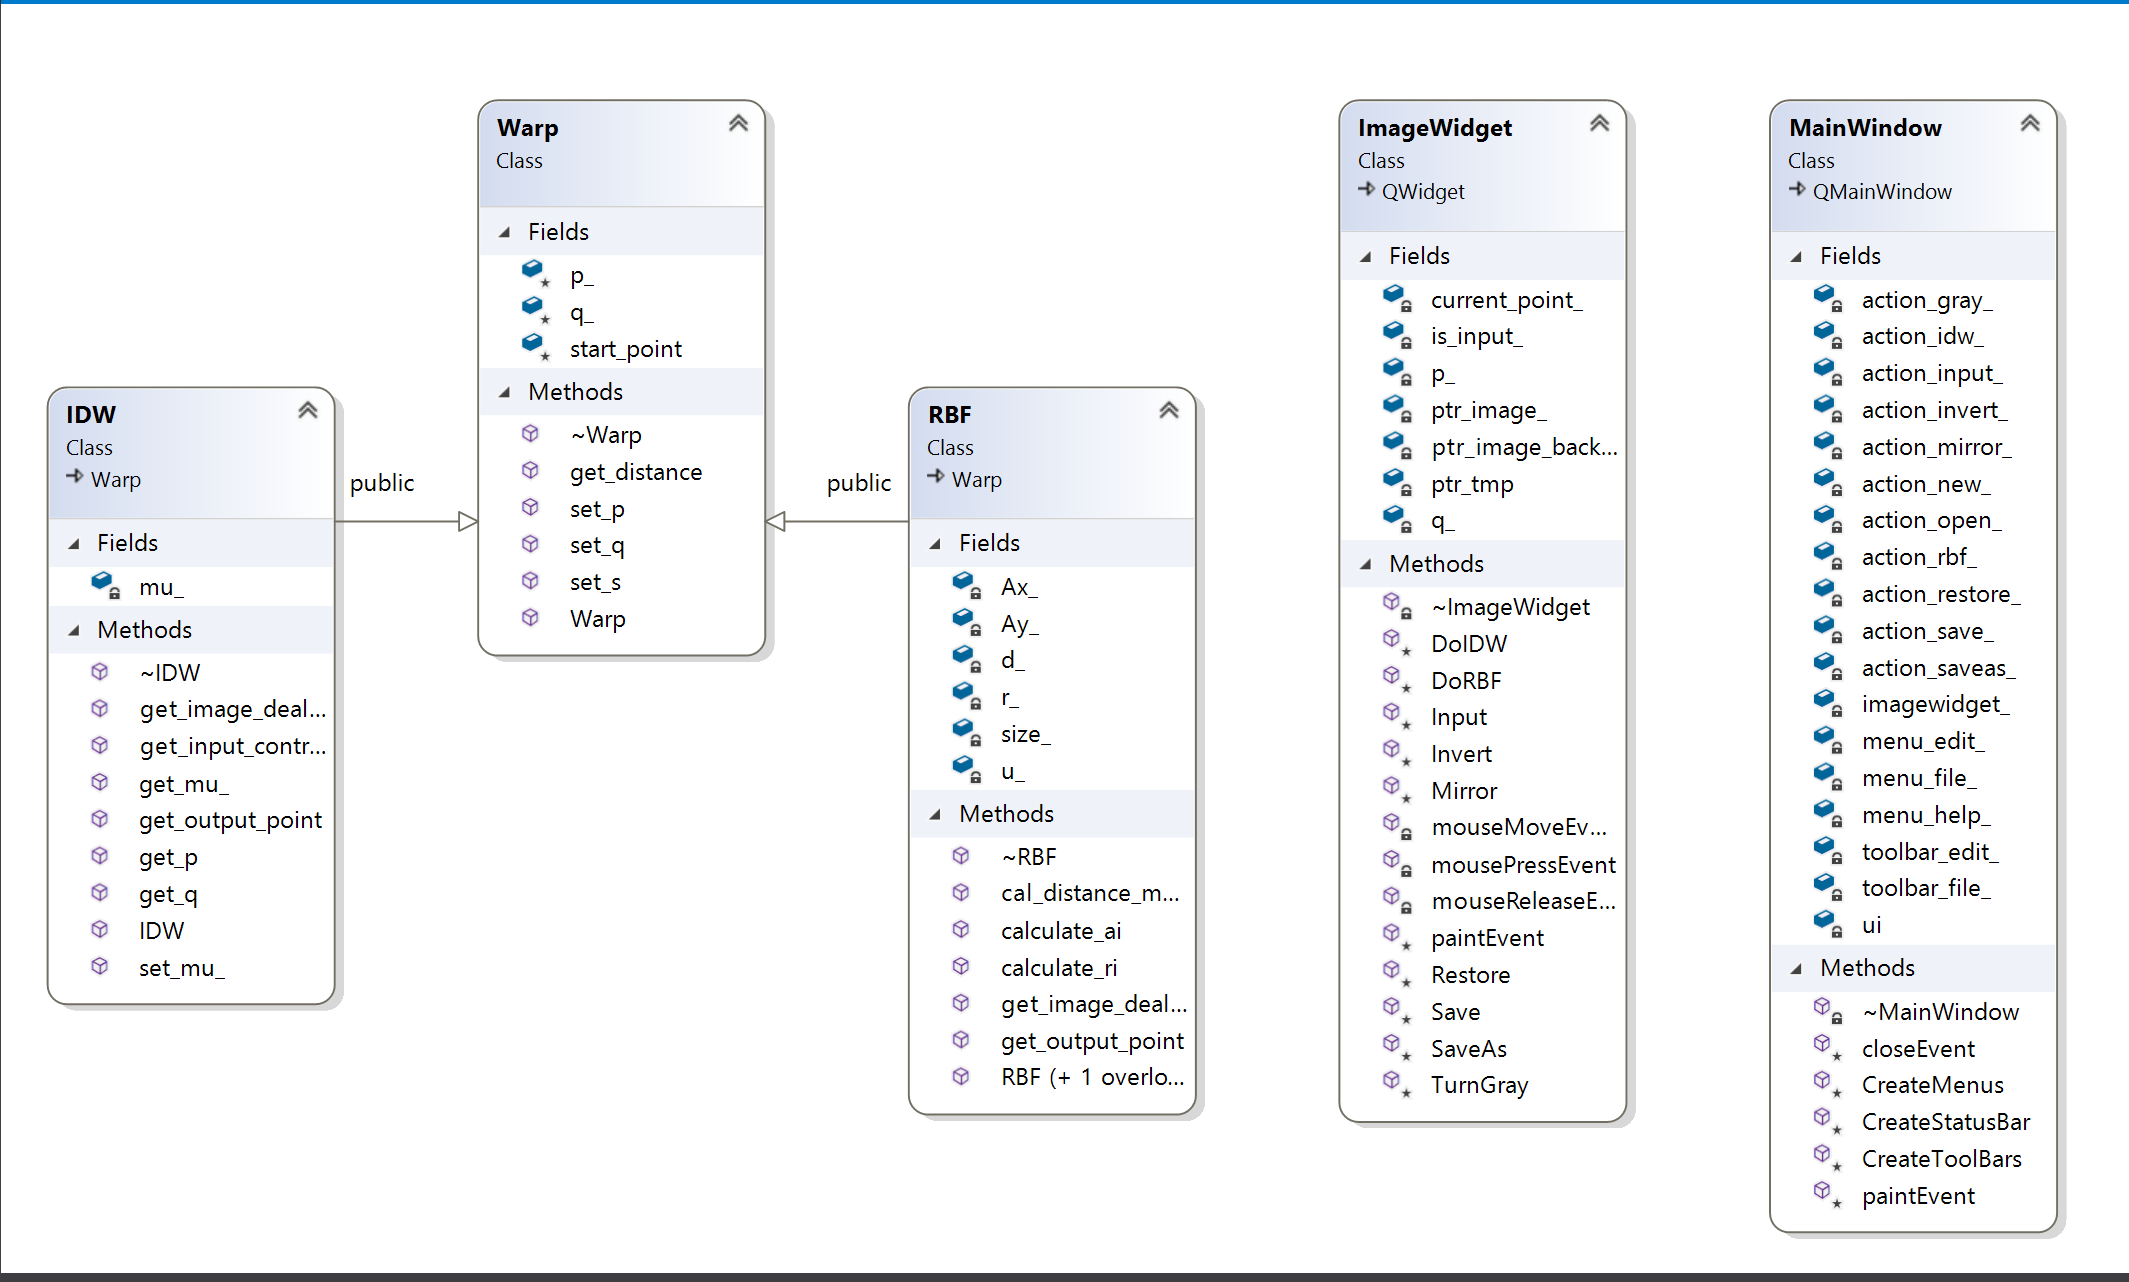 Warp
Class
Fields
p_
q_
start_point
Methods
~Warp
get_distance
set_p
set_q
set_s
Warp
IDW
Class
Warp
Fields
mu_
Methods
~IDW
get_image_deal...
get_input_contr...
get_mu_
get_output_point
get_p
get_q
IDW
set_mu_
public
public
RBF
Class
Warp
Fields
Ax_
Ay_
d_
r_
size_
u_
Methods
~RBF
cal_distance_m...
calculate_ai
calculate_ri
get_image_deal...
get_output_point
RBF (+ 1 overlo...
ImageWidget
Class
QWidget
Fields
current_point_
is_input_
p_
ptr_image_
ptr_image_back...
ptr_tmp
q_
Methods
~ImageWidget
DoIDW
DoRBF
Input
Invert
Mirror
mouseMoveEv...
mousePressEvent
mouseReleaseE...
paintEvent
Restore
Save
SaveAs
TurnGray
MainWindow
Class
QMainWindow
Fields
action_gray_
action_idw_
action_input_
action_invert_
action_mirror_
action_new_
action_open_
action_rbf_
action_restore_
action_save_
action_saveas_
imagewidget_
menu_edit_
menu_file_
menu_help_
toolbar_edit_
toolbar_file_
ui
Methods
~MainWindow
closeEvent
CreateMenus
CreateStatusBar
CreateToolBars
paintEvent